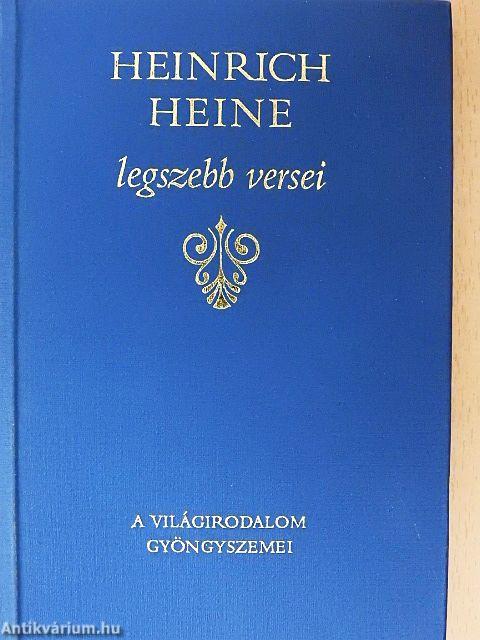 HEINRICH
HEINE
legszebb versei
A VILÁGIRODALOM
GYÖNGYSZEMEI
Antikvárium.hu